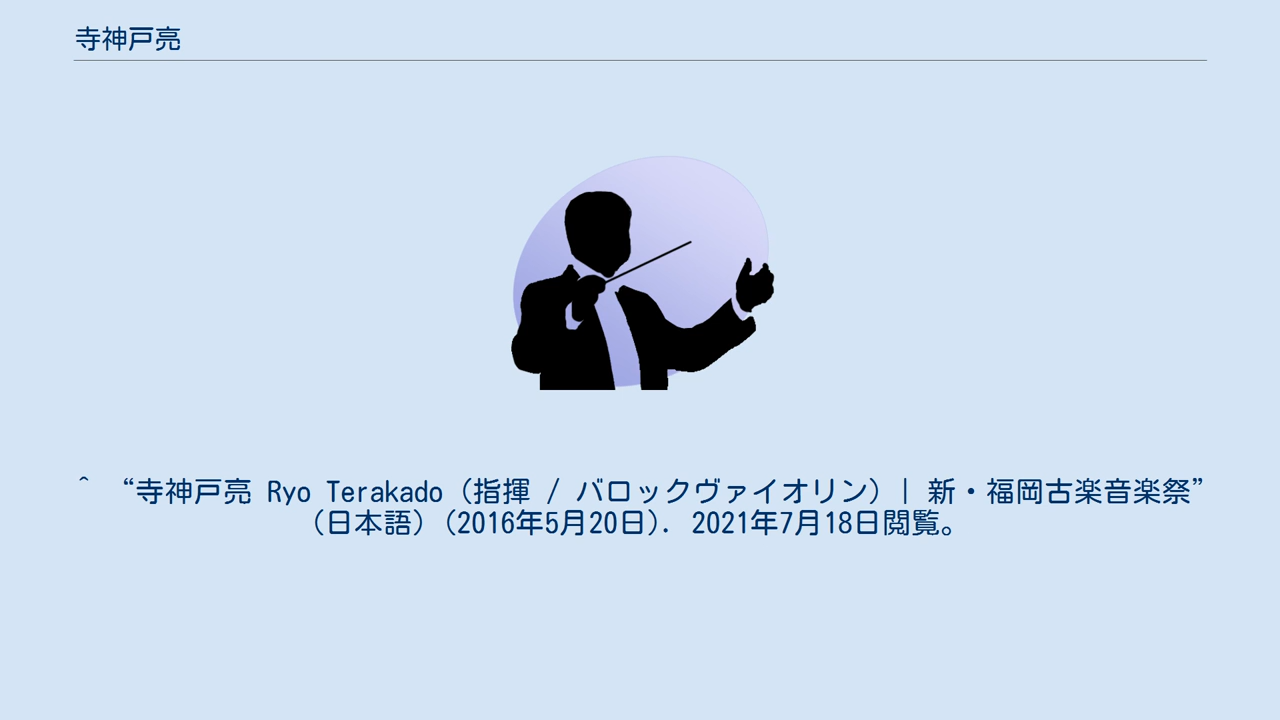 寺神戸亮
^ “寺神戸亮 Ryo Terakado（指揮 / バロックヴァイオリン）| 新・福岡古楽音楽祭”
（日本語）(2016年5月20日). 2021年7月18日閲覧。